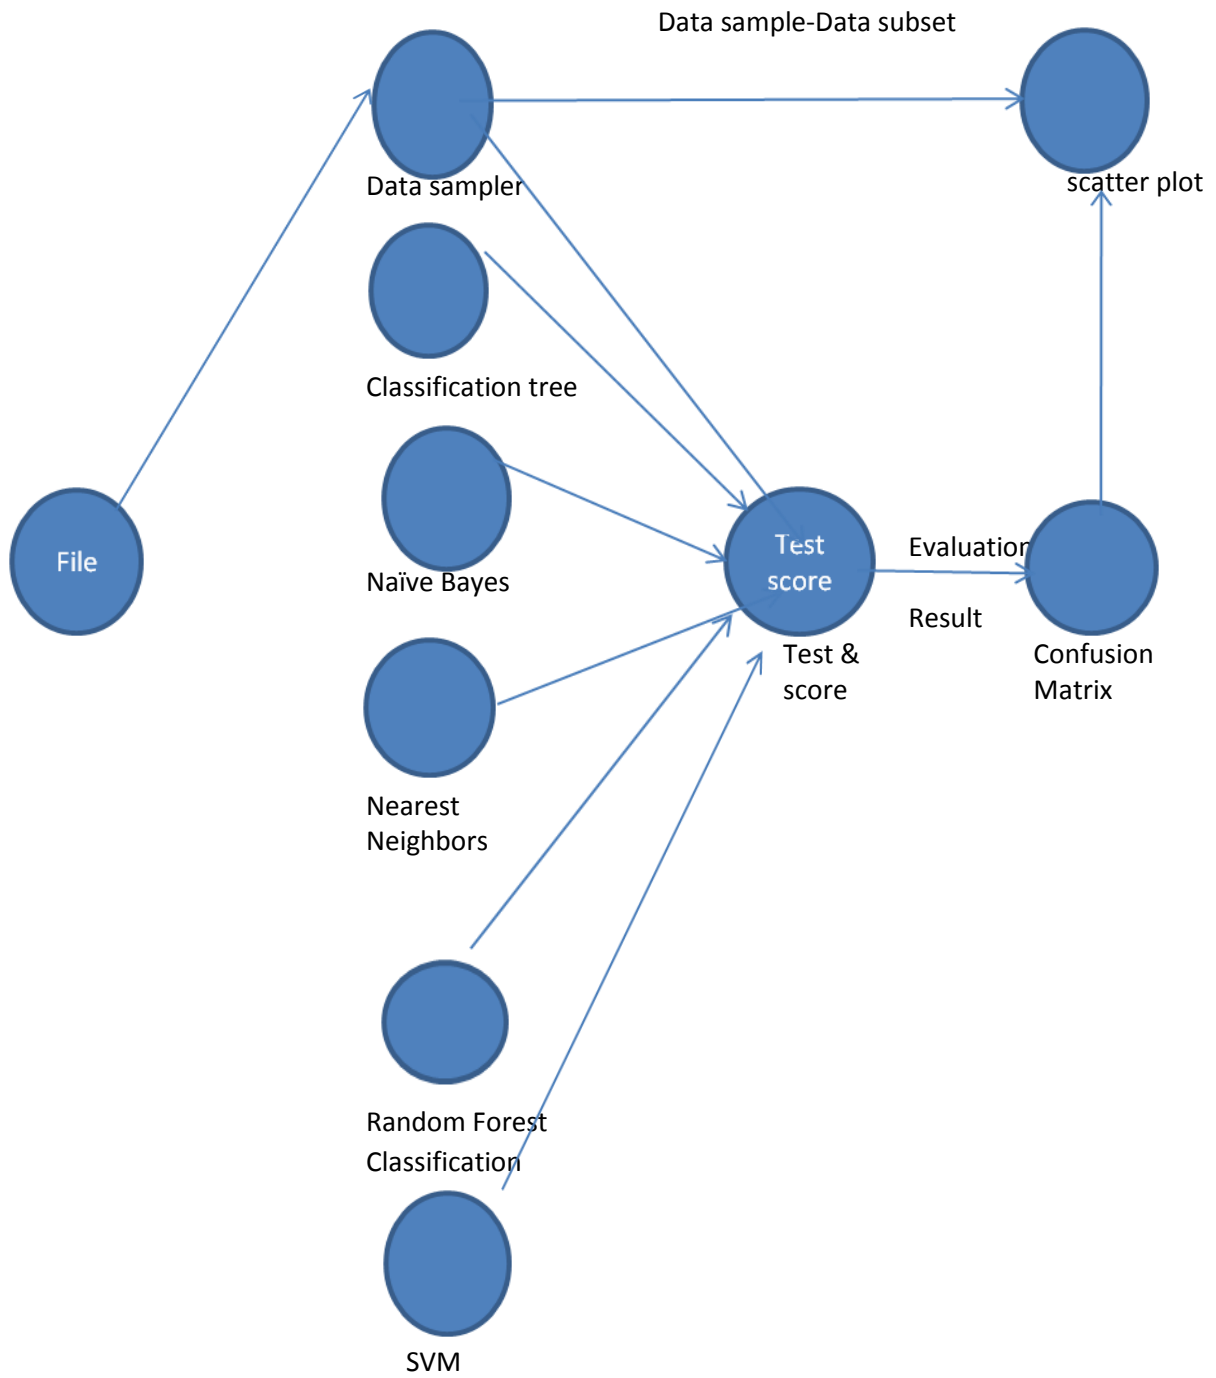 Data sample-Data subset
Data sampler
scatter plot
Classification tree
File
Naïve Bayes
Test
score
Evaluation
Result
Test &
score
Confusion
Matrix
Nearest
Neighbors
Random Forest
Classification
SVM